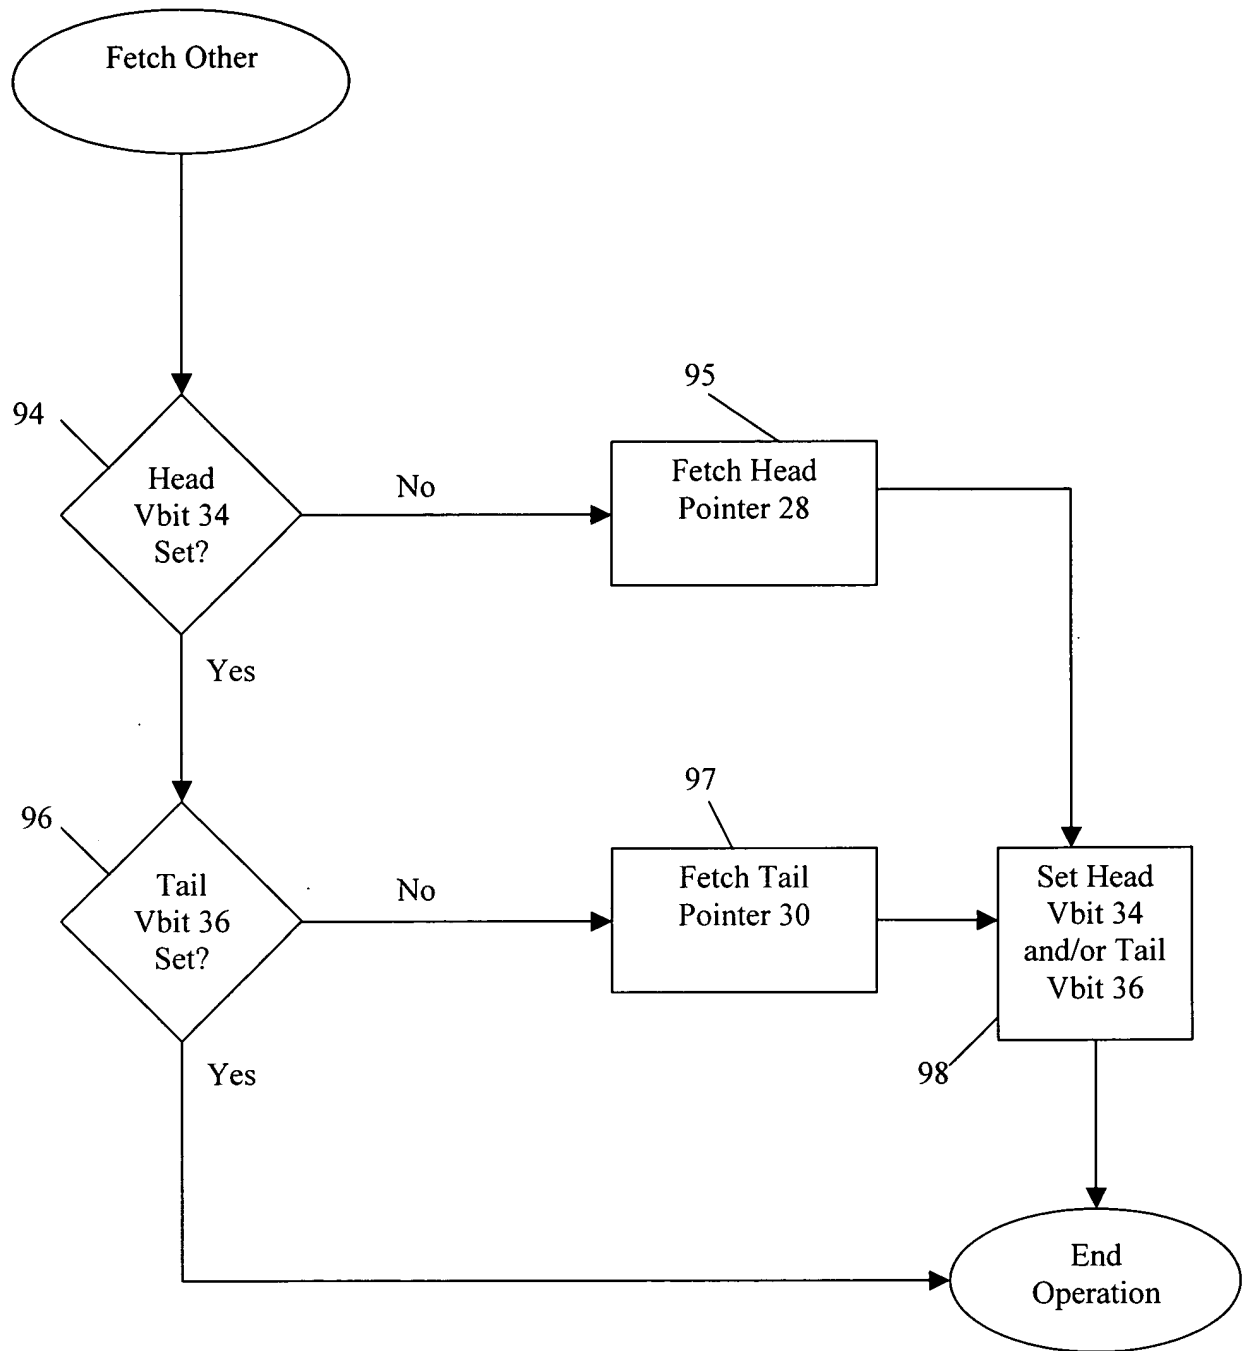 Fetch Other
95
94
Head
Vbit 34
Set?
No
Fetch Head
Pointer 28
Yes
97
96
Tail
Vbit 36
Set?
No
Fetch Tail
Pointer 30
Set Head
Vbit 34
and/or Tail
Vbit 36
98
Yes
End
Operation